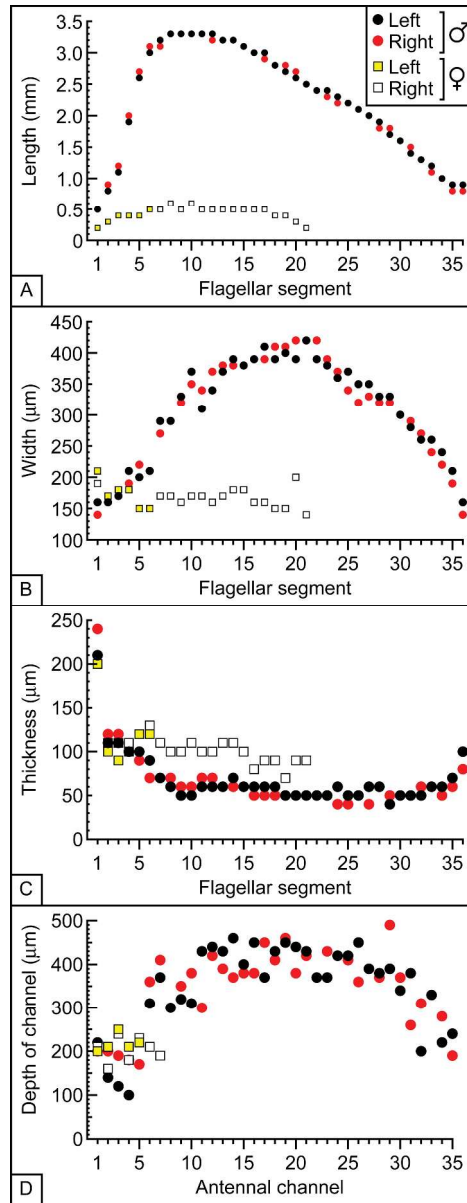 Left
Right ] ♂
Left
Right ] ♀
3.5
3.0
2.5
2.0
1.5
1.0
0.5
0.0
Length (mm)
1 5 10 15 20 25 30 35
Flagellar segment
A
450
400
350
300
250
200
150
100
Width (µm)
1 5 10 15 20 25 30 35
Flagellar segment
B
250
200
150
100
50
0
Thickness (µm)
1 5 10 15 20 25 30 35
Flagellar segment
C
500
400
300
200
100
0
Depth of channel (µm)
1 5 10 15 20 25 30 35
Antennal channel
D